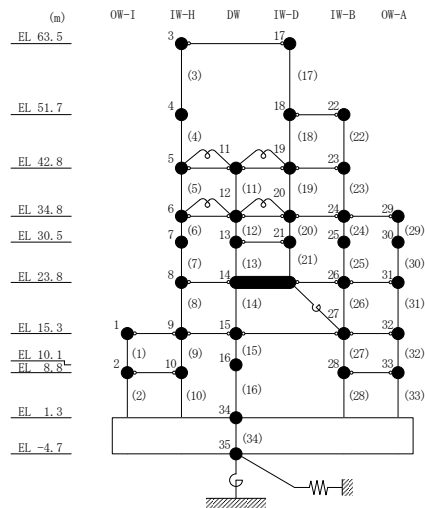 (m) OW-I IW-H DW IW-D IW-B OW-A
EL 63.5 3 17
(3) (17)
EL 51.7 4 18 22
(4) 11 19 (18) (22)
EL 42.8 5 23
(5) 12 (11) 20 (19) (23)
EL 34.8 6 24 29
(6) (12) (20) (24) (29)
EL 30.5 7 13 21 25 30
(7) (13) (21) (25) (30)
EL 23.8 8 14 26 31
(8) (14) (26) (31)
27
EL 15.3 1 9 15 32
(1) (9) (15) (27) (32)
EL 10.1 16
EL 8.8 2 10 28 33
(2) (10) (16) (28) (33)
EL 1.3 34
(34)
EL -4.7 35